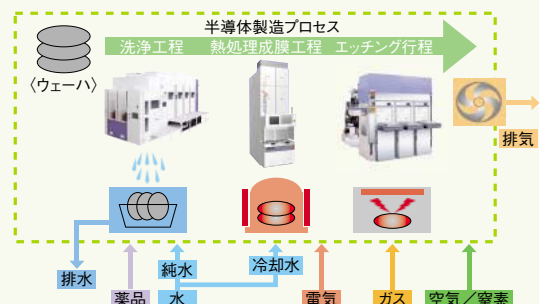 半導体製造プロセス
洗浄工程 熱処理成膜工程 エッチング行程
〈ウェーハ〉
排気
排水
純水
冷却水
薬品
水
電気
ガス
空気／窒素